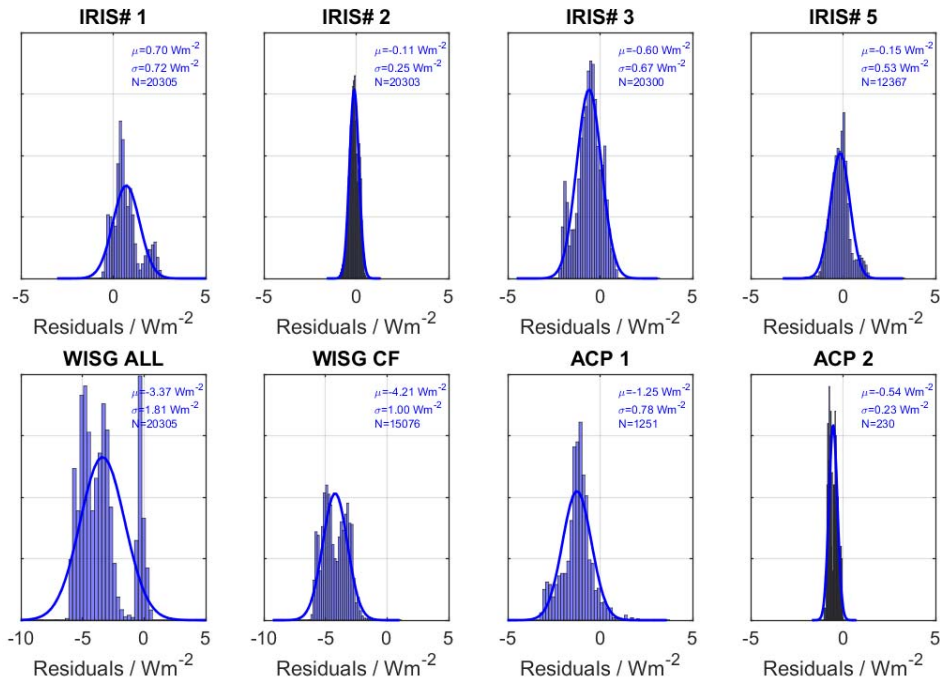 IRIS# 1
IRIS# 2
IRIS# 3
IRIS# 5
μ=0.70 Wm⁻²
σ=0.72 Wm⁻²
N=20305
μ=-0.11 Wm⁻²
σ=0.25 Wm⁻²
N=20303
μ=-0.60 Wm⁻²
σ=0.67 Wm⁻²
N=20300
μ=-0.15 Wm⁻²
σ=0.53 Wm⁻²
N=12367
-5 0 5
-5 0 5
-5 0 5
-5 0 5
Residuals / Wm⁻²
Residuals / Wm⁻²
Residuals / Wm⁻²
Residuals / Wm⁻²
WISG ALL
WISG CF
ACP 1
ACP 2
μ=-3.37 Wm⁻²
σ=1.81 Wm⁻²
N=20305
μ=-4.21 Wm⁻²
σ=1.00 Wm⁻²
N=15076
μ=-1.25 Wm⁻²
σ=0.78 Wm⁻²
N=1251
μ=-0.54 Wm⁻²
σ=0.23 Wm⁻²
N=230
-10 -5 0 5
-10 -5 0 5
-5 0 5
-5 0 5
Residuals / Wm⁻²
Residuals / Wm⁻²
Residuals / Wm⁻²
Residuals / Wm⁻²